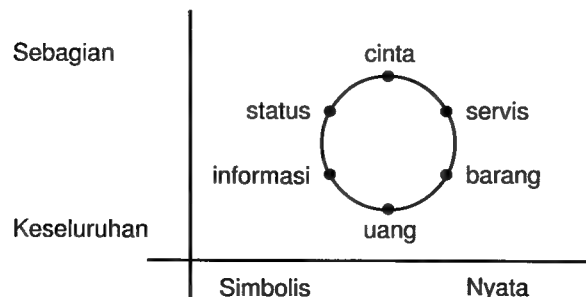 Sebagian
cinta
status
servis
informasi
barang
Keseluruhan
uang
Simbolis
Nyata